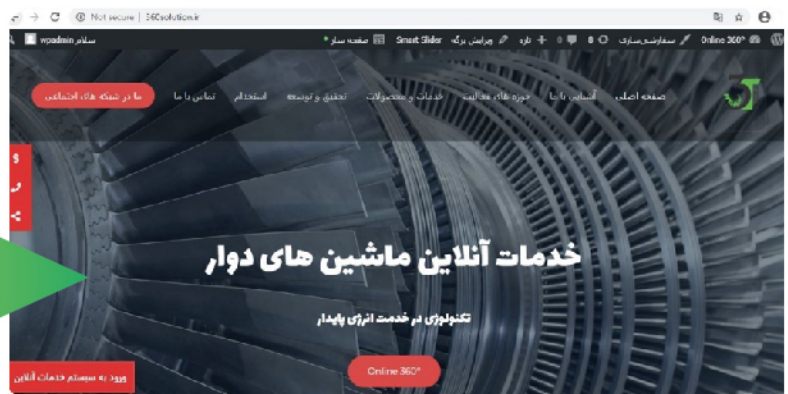 Not secure | 360solution.ir
سلام wpadmin
صفحه ساز
Smart Slider
ویرایش برگه
تازه
0
8
سفارشی‌سازی
Online 360°
صفحه اصلی
آشنایی با ما
حوزه های فعالیت
خدمات و محصولات
تحقیق و توسعه
استخدام
تماس با ما
ما در شبکه های اجتماعی
خدمات آنلاین ماشین های دوار
تکنولوژی در خدمت انرژی پایدار
Online 360°
ورود به سیستم خدمات آنلاین